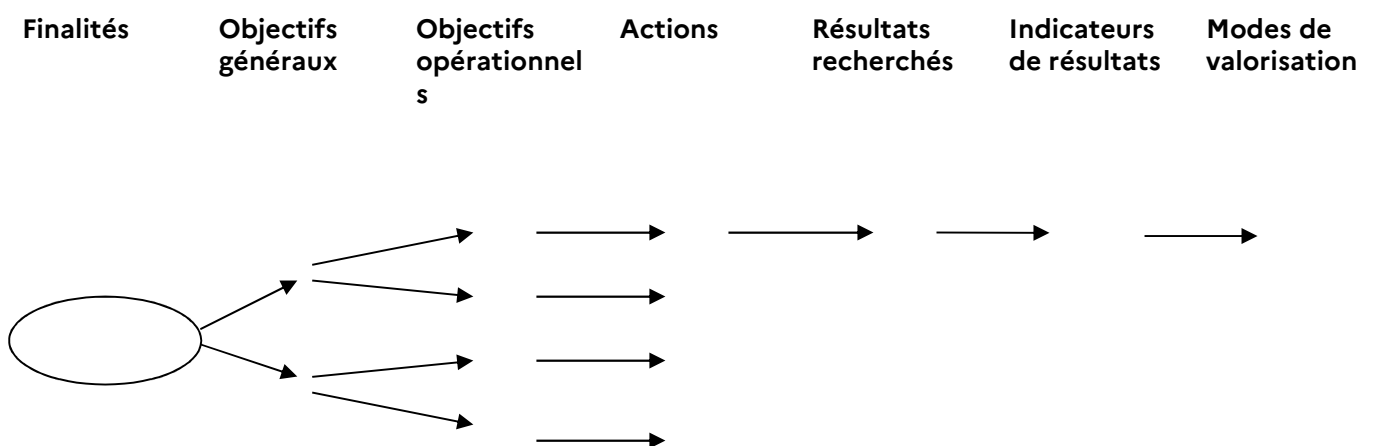 Finalités
Objectifs
généraux
Objectifs
opérationnel
s
Actions
Résultats
recherchés
Indicateurs
de résultats
Modes de
valorisation